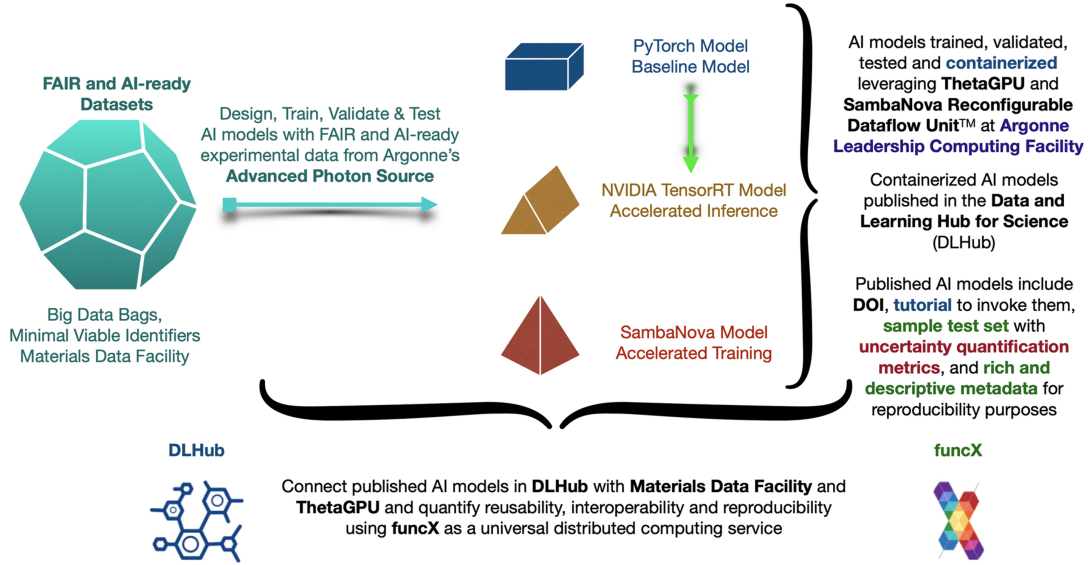 FAIR and AI-ready
Datasets
Big Data Bags,
Minimal Viable Identifiers
Materials Data Facility
Design, Train, Validate & Test
AI models with FAIR and AI-ready
experimental data from Argonne's
Advanced Photon Source
PyTorch Model
Baseline Model
NVIDIA TensorRT Model
Accelerated Inference
SambaNova Model
Accelerated Training
AI models trained, validated,
tested and containerized
leveraging ThetaGPU and
SambaNova Reconfigurable
Dataflow Unit™ at Argonne
Leadership Computing Facility
Containerized AI models
published in the Data and
Learning Hub for Science
(DLHub)
Published AI models include
DOI, tutorial to invoke them,
sample test set with
uncertainty quantification
metrics, and rich and
descriptive metadata for
reproducibility purposes
DLHub
Connect published AI models in DLHub with Materials Data Facility and
ThetaGPU and quantify reusability, interoperability and reproducibility
using funcX as a universal distributed computing service
funcX